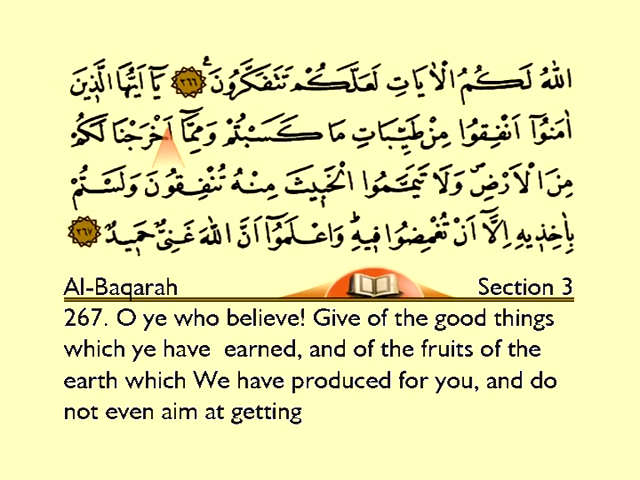 اللّٰهُ لَكُمُ الْاٰيَاتِ لَعَلَّكُمْ تَتَفَكَّرُونَ ﴿٢٦٦﴾ يَٓا اَيُّهَا الَّذ۪ينَ
اٰمَنُٓوا اَنْفِقُوا مِنْ طَيِّبَاتِ مَا كَسَبْتُمْ وَمِمَّٓا اَخْرَجْنَا لَكُمْ
مِنَ الْاَرْضِۖ وَلَا تَيَمَّمُوا الْخَب۪يثَ مِنْهُ تُنْفِقُونَ وَلَسْتُمْ
بِاٰخِذ۪يهِ اِلَّٓا اَنْ تُغْمِضُوا ف۪يهِۜ وَاعْلَمُٓوا اَنَّ اللّٰهَ غَنِيٌّ حَم۪يدٌ ﴿٢٦٧﴾
Al-Baqarah Section 3
267. O ye who believe! Give of the good things
which ye have earned, and of the fruits of the
earth which We have produced for you, and do
not even aim at getting